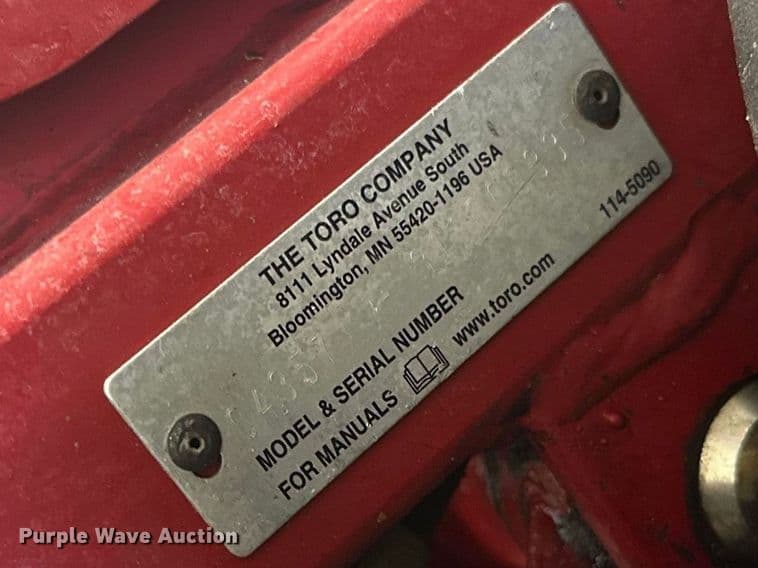 THE TORO COMPANY
8111 Lyndale Avenue South
Bloomington, MN 55420-1196 USA
MODEL & SERIAL NUMBER
FOR MANUALS www.toro.com
114-5090
Purple Wave Auction